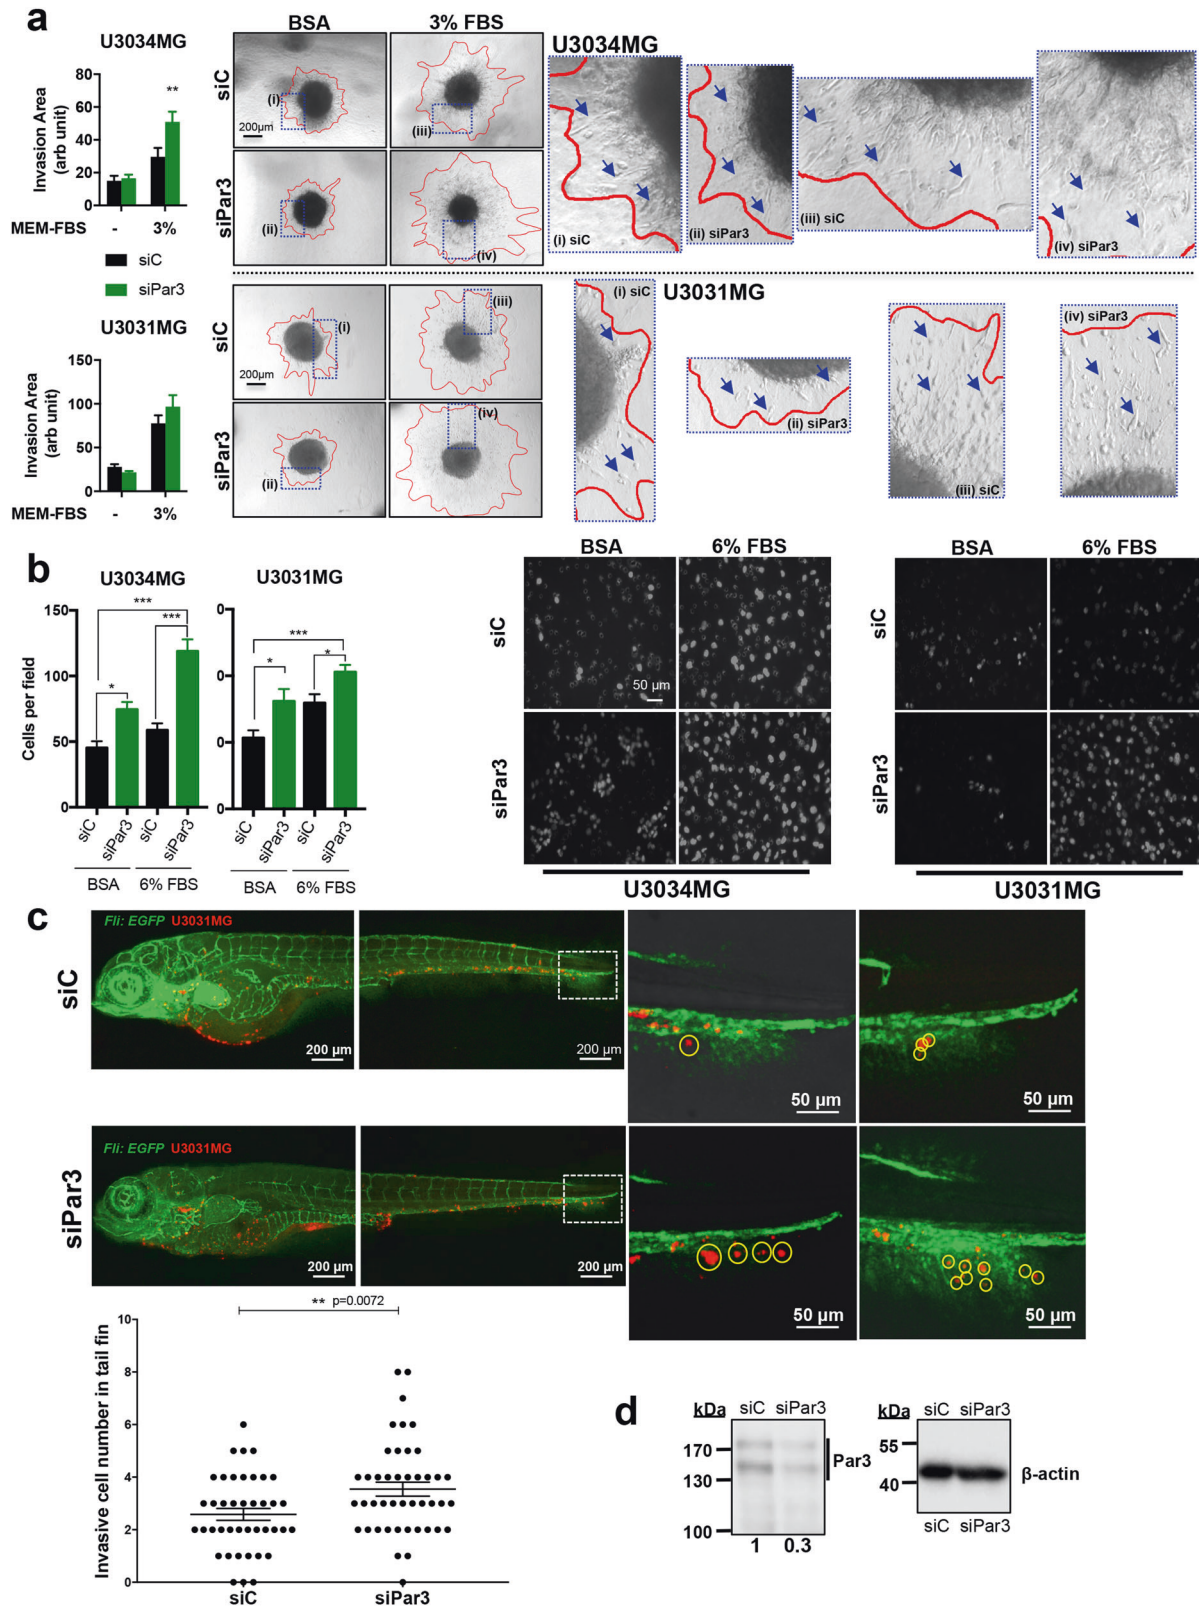 a
U3034MG
BSA
3% FBS
U3034MG
Invasion Area
(arb unit)
80
60
40
20
0
**
MEM-FBS - 3%
siC
siPar3
siC
(i)
200µm
(iii)
siPar3
(ii)
(iv)
(i) siC
(ii) siPar3
(iii) siC
(iv) siPar3
U3031MG
Invasion Area
(arb unit)
150
100
50
0
MEM-FBS - 3%
siC
(i)
200µm
(iii)
siPar3
(ii)
(iv)
U3031MG
(i) siC
(ii) siPar3
(iii) siC
(iv) siPar3
b
U3034MG
Cells per field
150
100
50
0
***
***
*
siC siPar3 siC siPar3
BSA 6% FBS
U3031MG
0
0
0
0
***
*
*
siC siPar3 siC siPar3
BSA 6% FBS
BSA 6% FBS
siC
50 µm
siPar3
U3034MG
BSA 6% FBS
siC
siPar3
U3031MG
c
siC
Fli: EGFP U3031MG
200 µm
200 µm
50 µm
50 µm
siPar3
Fli: EGFP U3031MG
200 µm
200 µm
50 µm
50 µm
** p=0.0072
Invasive cell number in tail fin
10
8
6
4
2
0
siC siPar3
d
kDa siC siPar3
170
130
100
Par3
1 0.3
kDa siC siPar3
55
40
β-actin
siC siPar3